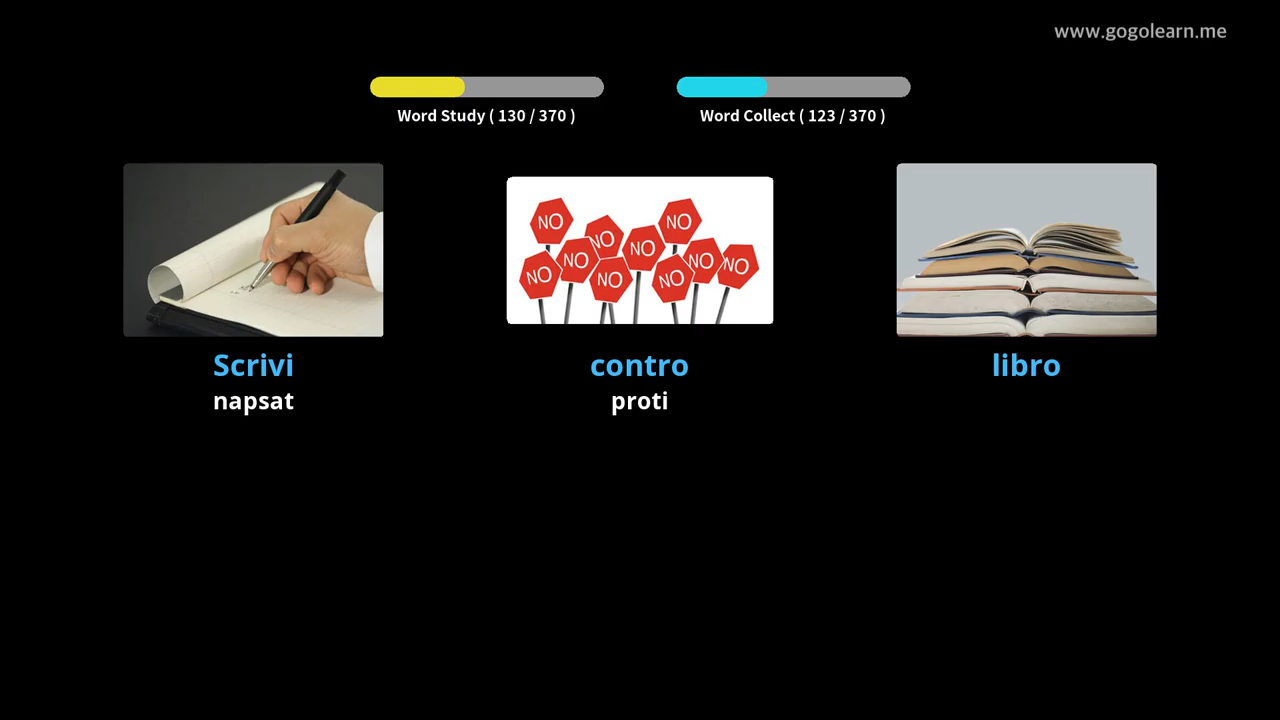 www.gogolearn.me
Word Study ( 130 / 370 )
Word Collect ( 123 / 370 )
NO
NO
NO
NO
NO
NO
NO
NO
NO
NO
Scrivi
contro
libro
napsat
proti